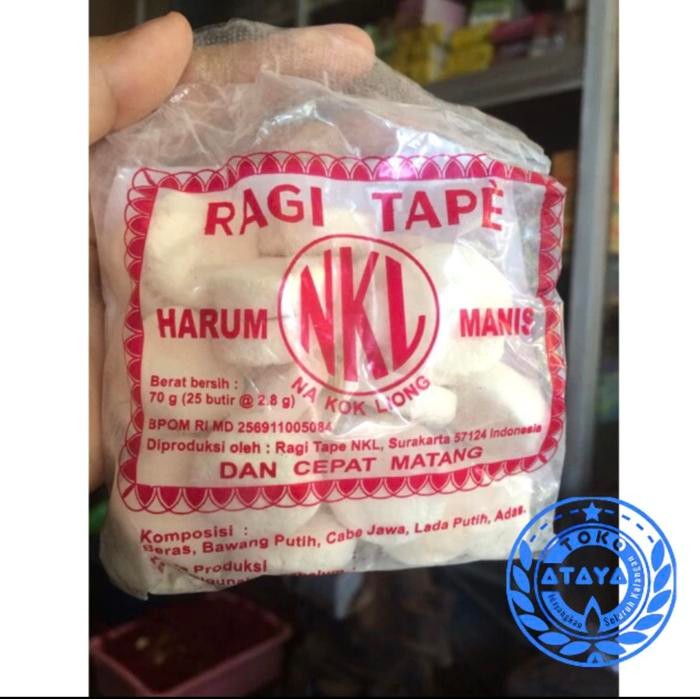 RAGI TAPÈ
HARUM NKL MANIS
NA KOK LIONG
Berat bersih :
70 g (25 butir @ 2.8 g)
BPOM RI MD 256911005084
Diproduksi oleh : Ragi Tape NKL, Surakarta 57124 Indonesia
DAN CEPAT MATANG
Komposisi :
Beras, Bawang Putih, Cabe Jawa, Lada Putih, Adas.
Produksi :
TOKO
ATAYA